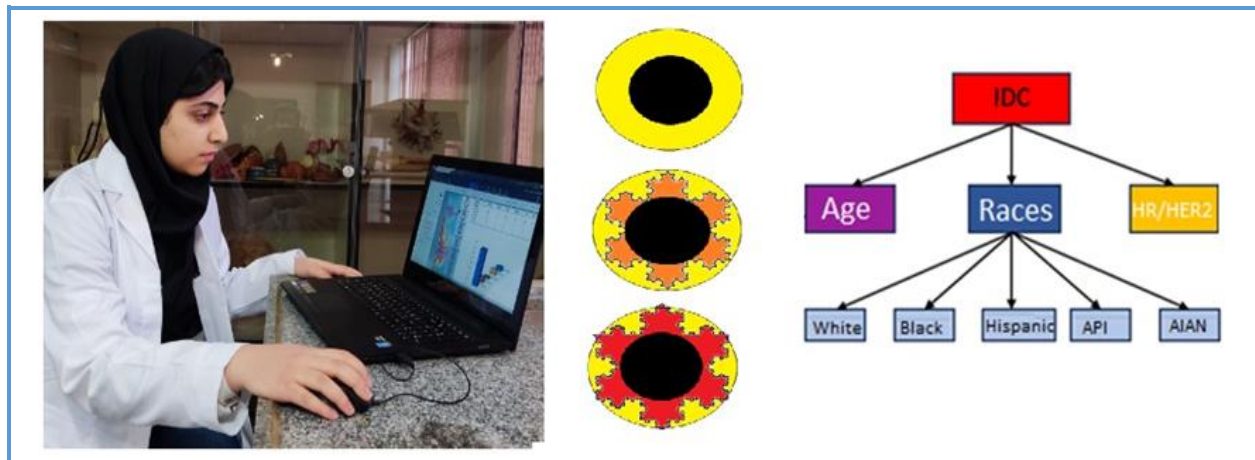 IDC
Age
Races
HR/HER2
White
Black
Hispanic
API
AIAN